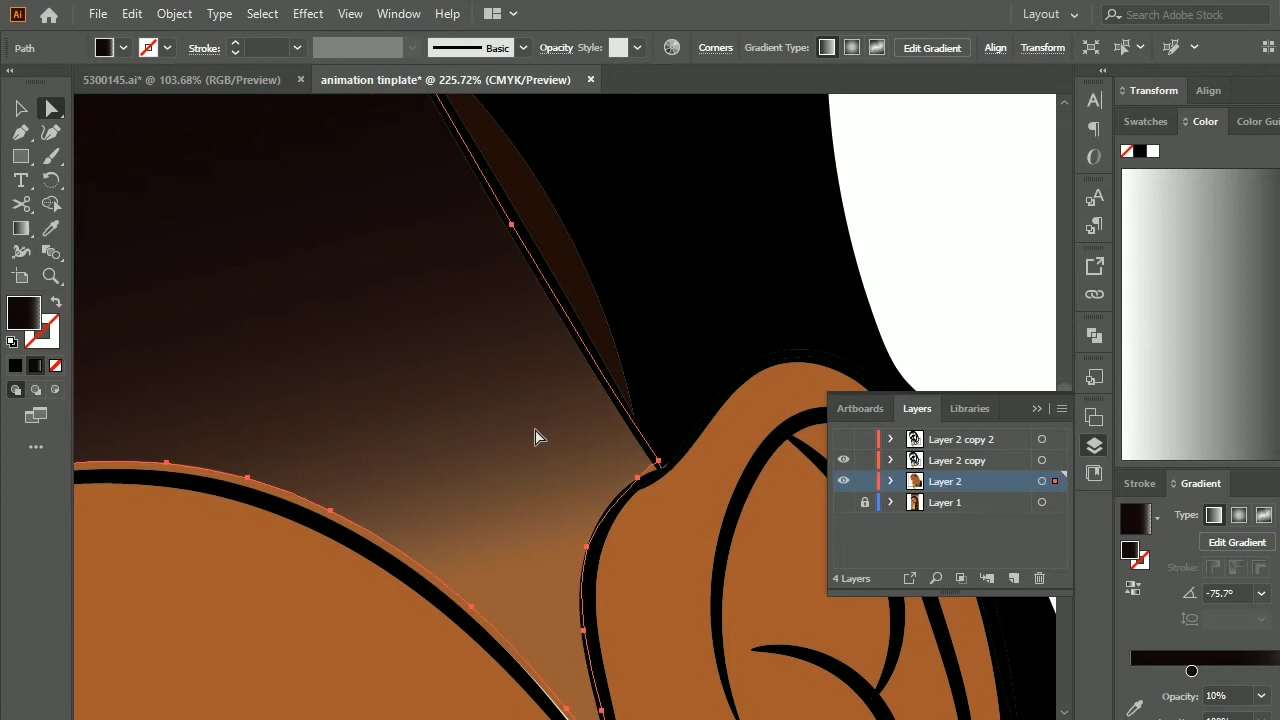 Ai File Edit Object Type Select Effect View Window Help Layout Search Adobe Stock
Path Stroke: Basic Opacity Style: Corners Gradient Type: Edit Gradient Align Transform
5300145.ai* @ 103.68% (RGB/Preview) × animation tinplate* @ 225.72% (CMYK/Preview) ×
Transform Align
Swatches Color Color Gui
Artboards Layers Libraries
Layer 2 copy 2
Layer 2 copy
Layer 2
Layer 1
4 Layers
Stroke Gradient
Type:
Edit Gradient
Stroke:
-75.7°
Opacity: 10%